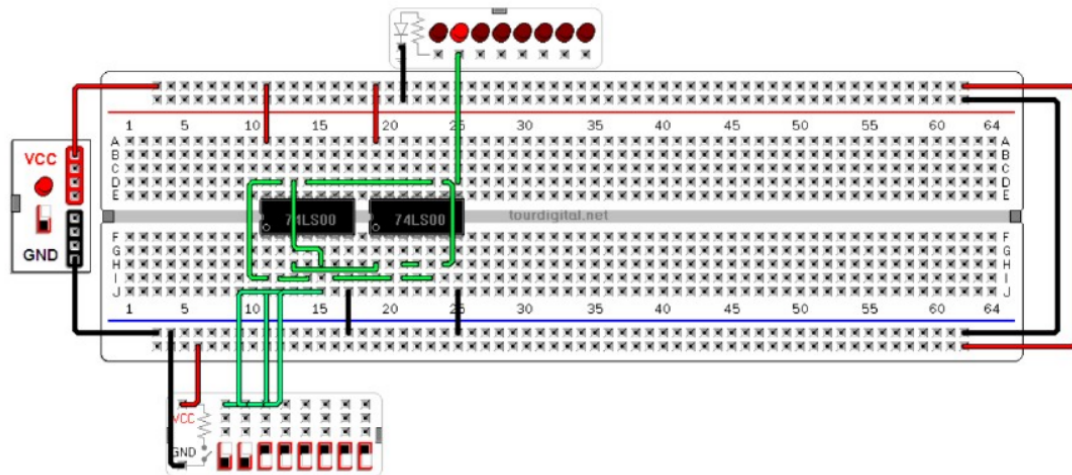 1 5 10 15 20 25 30 35 40 45 50 55 60 64
A A
B B
VCC
C C
D D
E E
74LS00 74LS00 tourdigital.net
F F
G G
GND
H H
I I
J J
1 5 10 15 20 25 30 35 40 45 50 55 60 64
VCC
GND